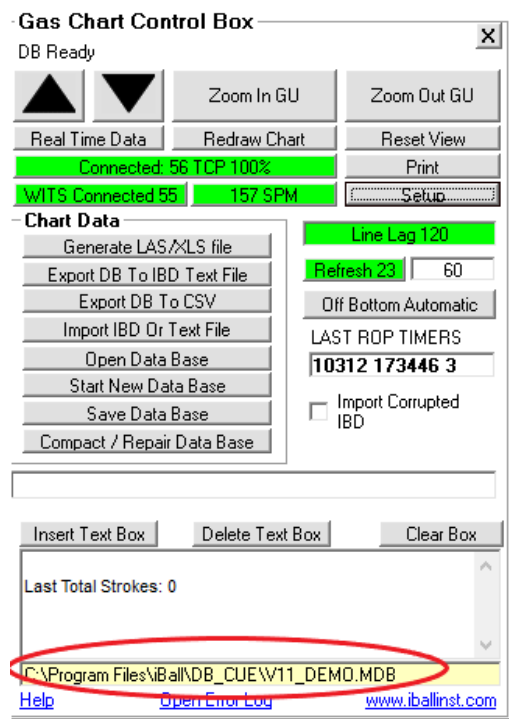 Gas Chart Control Box
X
DB Ready
Zoom In GU Zoom Out GU
Real Time Data Redraw Chart Reset View
Connected: 56 TCP 100% Print
WITS Connected 55 157 SPM Setup
Chart Data
Line Lag 120
Generate LAS/XLS file
Refresh 23 60
Export DB To IBD Text File
Export DB To CSV
Off Bottom Automatic
Import IBD Or Text File
LAST ROP TIMERS
Open Data Base
10312 173446 3
Start New Data Base
Import Corrupted
IBD
Save Data Base
Compact / Repair Data Base
Insert Text Box Delete Text Box Clear Box
Last Total Strokes: 0
C:\Program Files\iBall\DB_CUE\V11_DEMO.MDB
Help Open Error Log www.iballinst.com